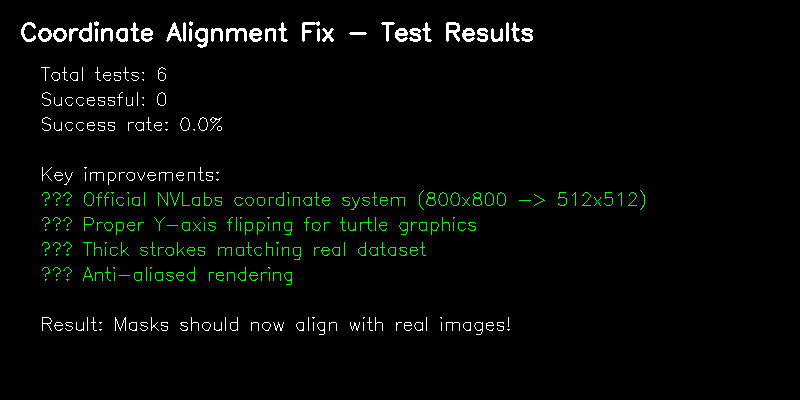 Coordinate Alignment Fix - Test Results
Total tests: 6
Successful: 0
Success rate: 0.0%
Key improvements:
??? Official NVLabs coordinate system (800x800 -> 512x512)
??? Proper Y-axis flipping for turtle graphics
??? Thick strokes matching real dataset
??? Anti-aliased rendering
Result: Masks should now align with real images!